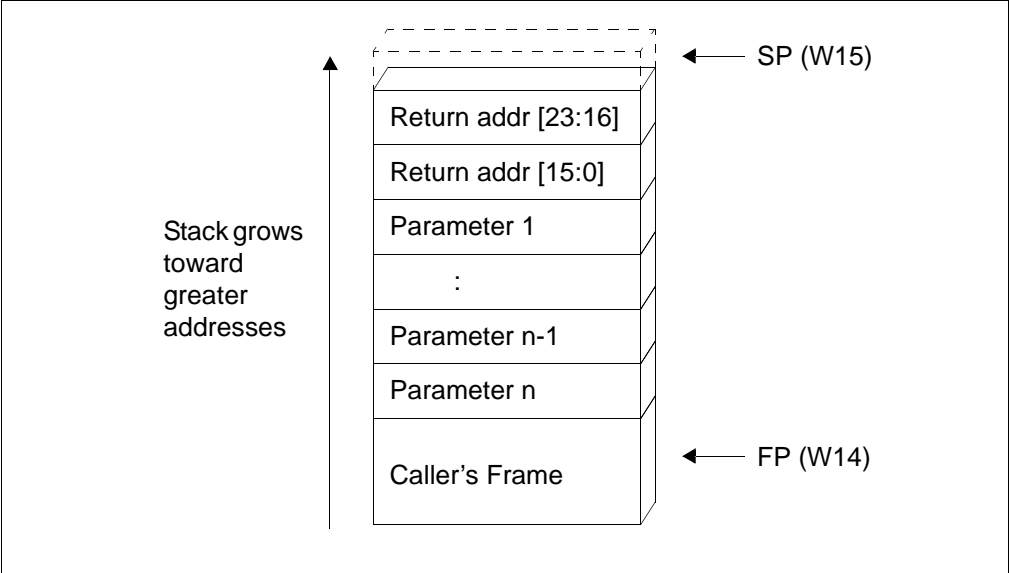 SP (W15)
Return addr [23:16]
Return addr [15:0]
Parameter 1
:
Parameter n-1
Parameter n
Caller’s Frame
FP (W14)
Stack grows
toward
greater
addresses